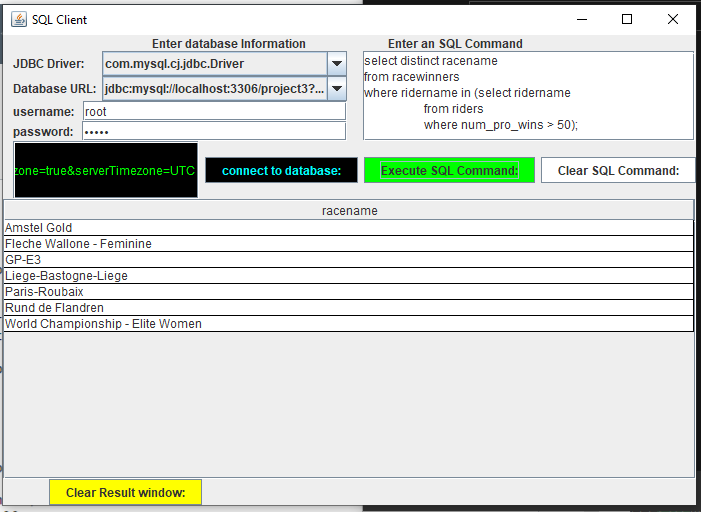 SQL Client
Enter database Information
JDBC Driver: com.mysql.cj.jdbc.Driver
Database URL: jdbc:mysql://localhost:3306/project3?...
username: root
password: •••••
zone=true&serverTimezone=UTC
Enter an SQL Command
select distinct racename
from racewinners
where ridername in (select ridername
from riders
where num_pro_wins > 50);
connect to database:
Execute SQL Command:
Clear SQL Command:
racename
Amstel Gold
Fleche Wallone - Feminine
GP-E3
Liege-Bastogne-Liege
Paris-Roubaix
Rund de Flandren
World Championship - Elite Women
Clear Result window: